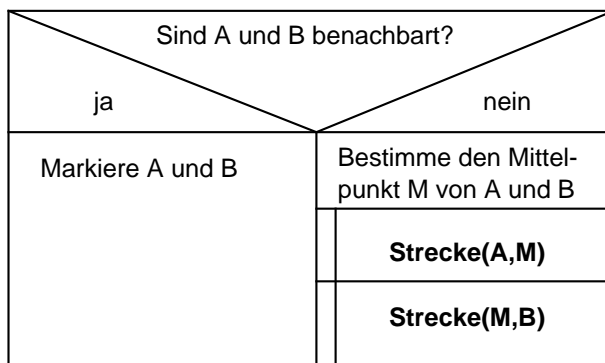 Sind A und B benachbart?
ja
nein
Markiere A und B
Bestimme den Mittel-
punkt M von A und B
Strecke(A,M)
Strecke(M,B)